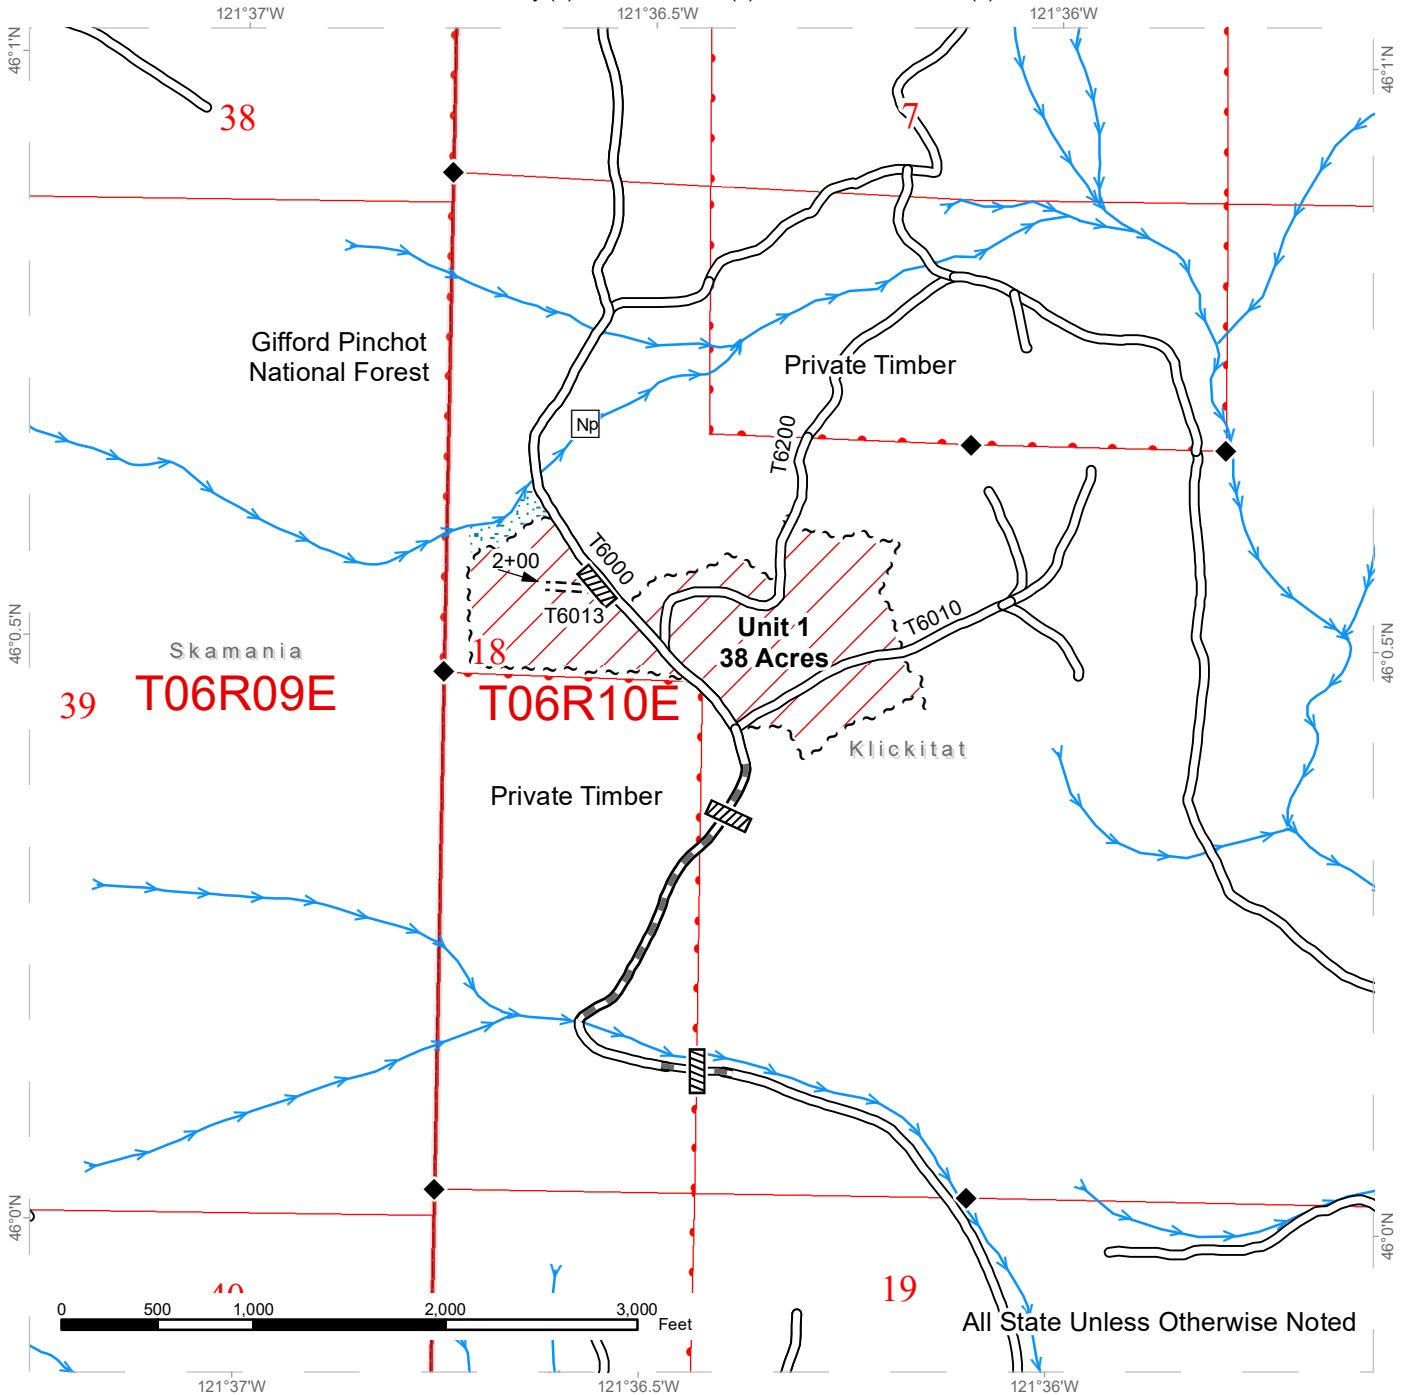 121°37'W
121°36.5'W
121°36'W
46°1'N
46°1'N
38
7
Gifford Pinchot
National Forest
Private Timber
Np
T6200
T6000
2+00
T6013
Unit 1
38 Acres
T6010
46°0.5'N
46°0.5'N
Skamania
18
39
T06R09E
T06R10E
Klickitat
Private Timber
46°0'N
46°0'N
40
19
0
500
1,000
2,000
3,000
Feet
All State Unless Otherwise Noted
121°37'W
121°36.5'W
121°36'W